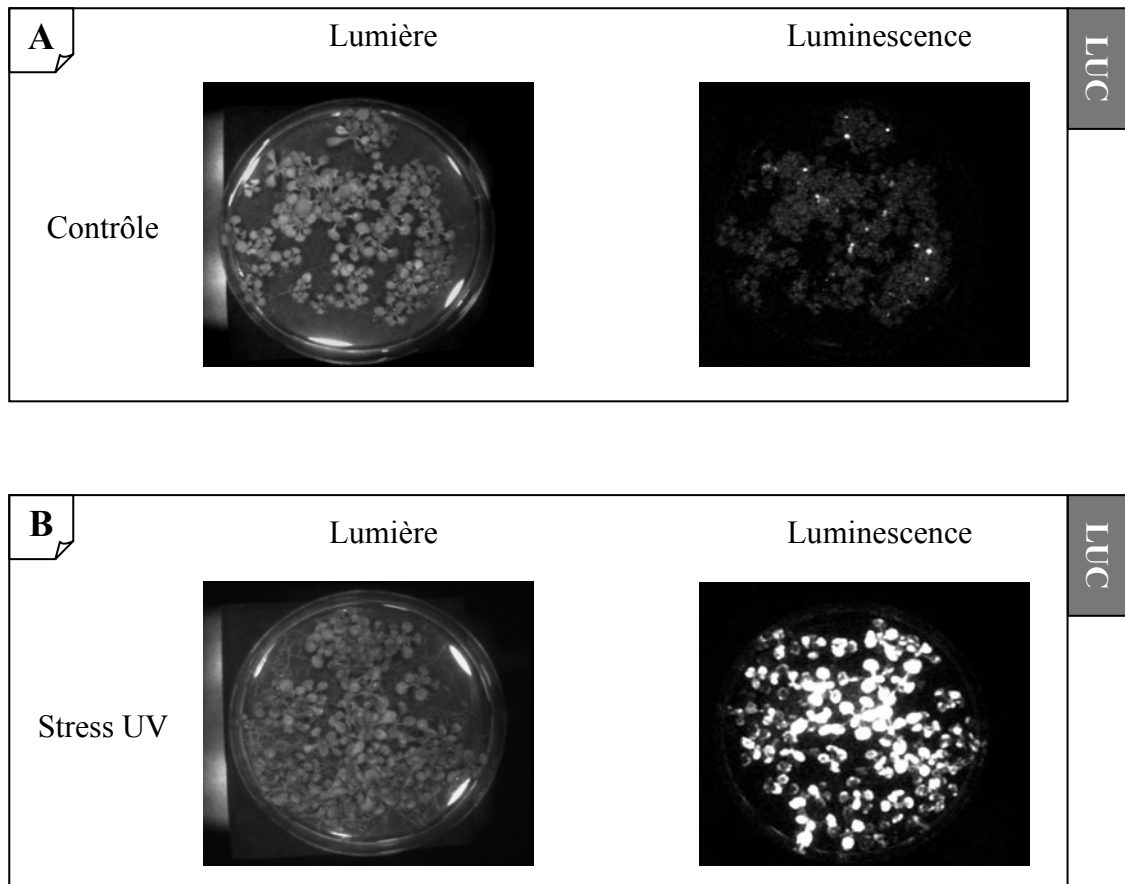 A
Lumière
Luminescence
LUC
Contrôle
B
Lumière
Luminescence
LUC
Stress UV